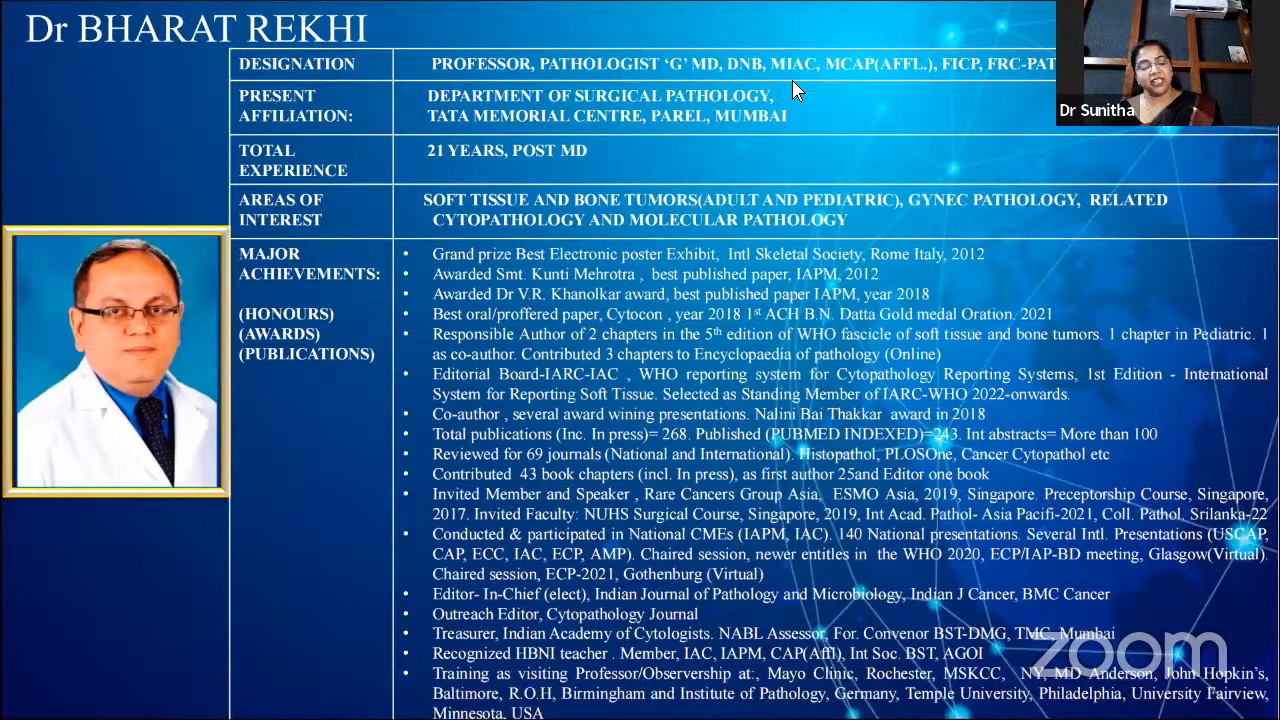 Dr BHARAT REKHI
DESIGNATION
PROFESSOR, PATHOLOGIST ‘G’ MD, DNB, MIAC, MCAP(AFFL.), FICP, FRC-PAT
Dr Sunitha
PRESENT
AFFILIATION:
DEPARTMENT OF SURGICAL PATHOLOGY,
TATA MEMORIAL CENTRE, PAREL, MUMBAI
TOTAL
EXPERIENCE
21 YEARS, POST MD
AREAS OF
INTEREST
SOFT TISSUE AND BONE TUMORS(ADULT AND PEDIATRIC), GYNEC PATHOLOGY, RELATED
CYTOPATHOLOGY AND MOLECULAR PATHOLOGY
MAJOR
ACHIEVEMENTS:
(HONOURS)
(AWARDS)
(PUBLICATIONS)
• Grand prize Best Electronic poster Exhibit, Intl Skeletal Society, Rome Italy, 2012
• Awarded Smt. Kunti Mehrotra , best published paper, IAPM, 2012
• Awarded Dr V.R. Khanolkar award, best published paper IAPM, year 2018
• Best oral/proffered paper, Cytocon , year 2018 1st ACH B.N. Datta Gold medal Oration. 2021
• Responsible Author of 2 chapters in the 5th edition of WHO fascicle of soft tissue and bone tumors. 1 chapter in Pediatric. 1
as co-author. Contributed 3 chapters to Encyclopaedia of pathology (Online)
• Editorial Board-IARC-IAC , WHO reporting system for Cytopathology Reporting Systems, 1st Edition - International
System for Reporting Soft Tissue. Selected as Standing Member of IARC-WHO 2022-onwards.
• Co-author , several award wining presentations. Nalini Bai Thakkar award in 2018
• Total publications (Inc. In press)= 268. Published (PUBMED INDEXED)=243. Int abstracts= More than 100
• Reviewed for 69 journals (National and International). Histopathol, PLOSOne, Cancer Cytopathol etc
• Contributed 43 book chapters (incl. In press), as first author 25and Editor one book
• Invited Member and Speaker , Rare Cancers Group Asia, ESMO Asia, 2019, Singapore. Preceptorship Course, Singapore,
2017. Invited Faculty: NUHS Surgical Course, Singapore, 2019, Int Acad. Pathol- Asia Pacifi-2021, Coll. Pathol. Srilanka-22
• Conducted & participated in National CMEs (IAPM, IAC). 140 National presentations. Several Intl. Presentations (USCAP,
CAP, ECC, IAC, ECP, AMP). Chaired session, newer entitles in the WHO 2020, ECP/IAP-BD meeting, Glasgow(Virtual).
Chaired session, ECP-2021, Gothenburg (Virtual)
• Editor- In-Chief (elect), Indian Journal of Pathology and Microbiology, Indian J Cancer, BMC Cancer
• Outreach Editor, Cytopathology Journal
• Treasurer, Indian Academy of Cytologists. NABL Assessor, For. Convenor BST-DMG, TMC, Mumbai
• Recognized HBNI teacher . Member, IAC, IAPM, CAP(Affl), Int Soc. BST, AGOI
• Training as visiting Professor/Observership at:, Mayo Clinic, Rochester, MSKCC, NY, MD Anderson, John Hopkin’s,
Baltimore, R.O.H, Birmingham and Institute of Pathology, Germany, Temple University, Philadelphia, University Fairview,
Minnesota, USA
zoom